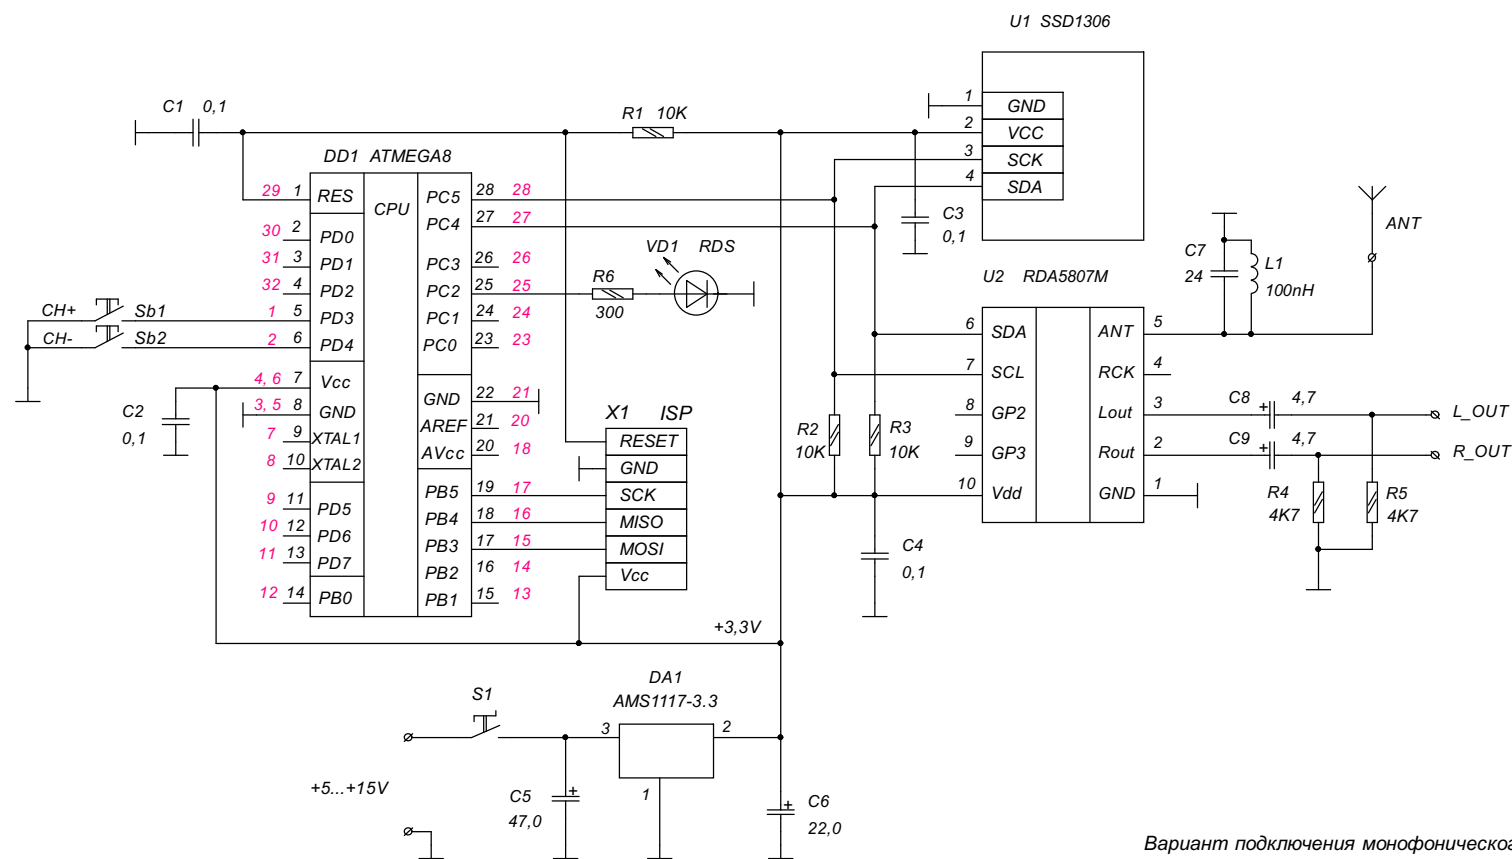 U1 SSD1306
C1 0,1
R1 10K
1 GND
2 VCC
3 SCK
4 SDA
DD1 ATMEGA8
CPU
29 1 RES
30 2 PD0
31 3 PD1
32 4 PD2
1 5 PD3
2 6 PD4
4, 6 7 Vcc
3, 5 8 GND
7 9 XTAL1
8 10 XTAL2
9 11 PD5
10 12 PD6
11 13 PD7
12 14 PB0
PC5 28 28
PC4 27 27
PC3 26 26
PC2 25 25
PC1 24 24
PC0 23 23
GND 22 21
AREF 21 20
AVcc 20 18
PB5 19 17
PB4 18 16
PB3 17 15
PB2 16 14
PB1 15 13
CH+ Sb1
CH- Sb2
C2
0,1
VD1 RDS
R6
300
C3
0,1
X1 ISP
RESET
GND
SCK
MISO
MOSI
Vcc
R2
10K
R3
10K
C4
0,1
U2 RDA5807M
6 SDA
7 SCL
8 GP2
9 GP3
10 Vdd
ANT 5
RCK 4
Lout 3
Rout 2
GND 1
C7
24
L1
100nH
ANT
C8 + 4,7
C9 + 4,7
L_OUT
R_OUT
R4
4K7
R5
4K7
+3,3V
DA1
AMS1117-3.3
S1
3
2
1
+5...+15V
C5 +
47,0
C6 +
22,0
Вариант подключения монофоническог